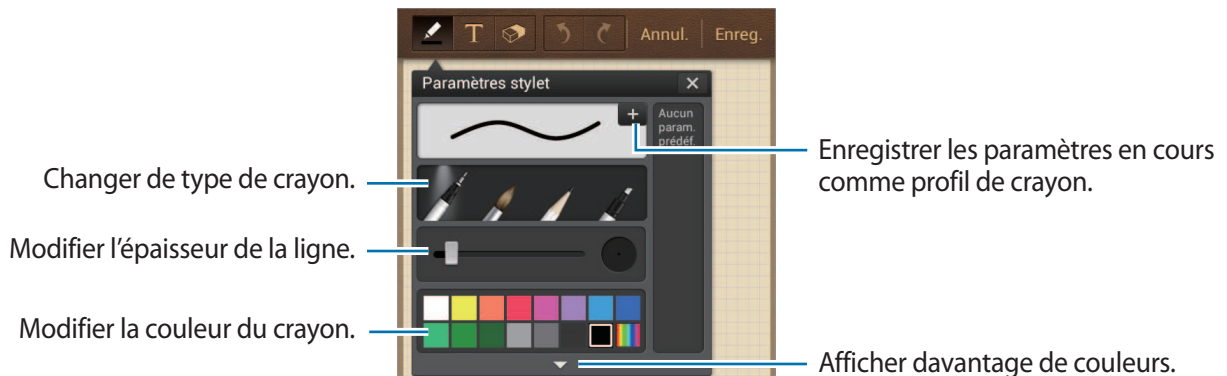 T Annul. Enreg.
Paramètres stylet
Aucun
param.
prédéf.
Enregistrer les paramètres en cours
comme profil de crayon.
Changer de type de crayon.
Modifier l’épaisseur de la ligne.
Modifier la couleur du crayon.
Afficher davantage de couleurs.